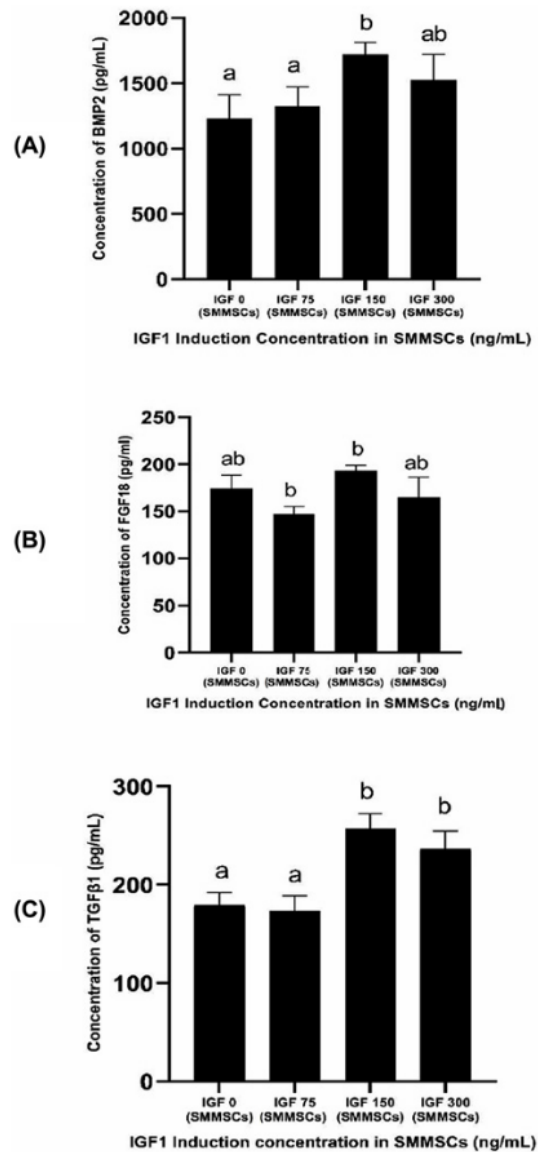 (A)
Concentration of BMP2 (pg/mL)
2000
1500
1000
500
0
a
a
b
ab
IGF 0 IGF 75 IGF 150 IGF 300
(SMMSCs) (SMMSCs) (SMMSCs) (SMMSCs)
IGF1 Induction Concentration in SMMSCs (ng/mL)
(B)
Concentration of FGF18 (pg/ml)
250
200
150
100
50
0
ab
b
b
ab
IGF 0 IGF 75 IGF 150 IGF 300
(SMMSCs) (SMMSCs) (SMMSCs) (SMMSCs)
IGF1 Induction Concentration in SMMSCs (ng/mL)
(C)
Concentration of TGFβ1 (pg/mL)
300
200
100
0
a
a
b
b
IGF 0 IGF 75 IGF 150 IGF 300
(SMMSCs) (SMMSCs) (SMMSCs) (SMMSCs)
IGF1 Induction concentration in SMMSCs (ng/mL)